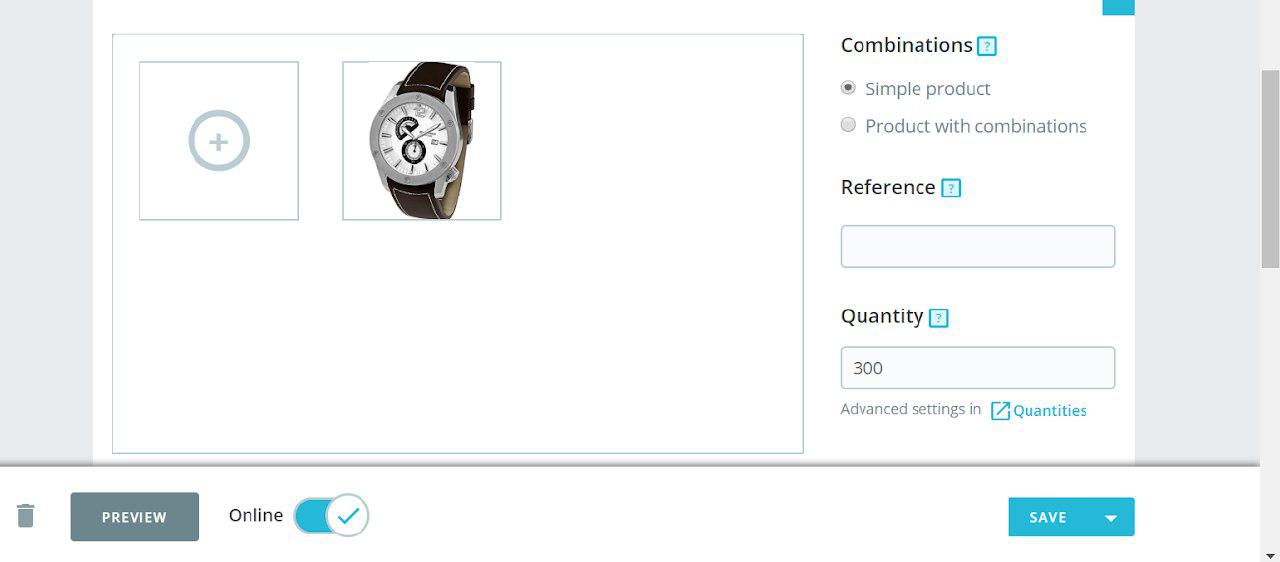 Combinations ?
Simple product
Product with combinations
Reference ?
Quantity ?
300
Advanced settings in Quantities
PREVIEW
Online
SAVE